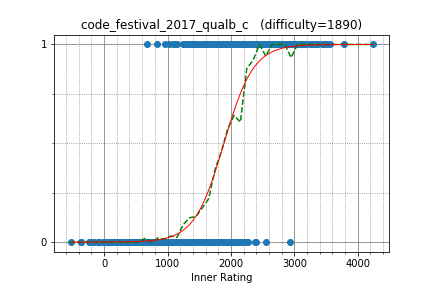 code_festival_2017_qualb_c (difficulty=1890)
1
0
0 1000 2000 3000 4000
Inner Rating